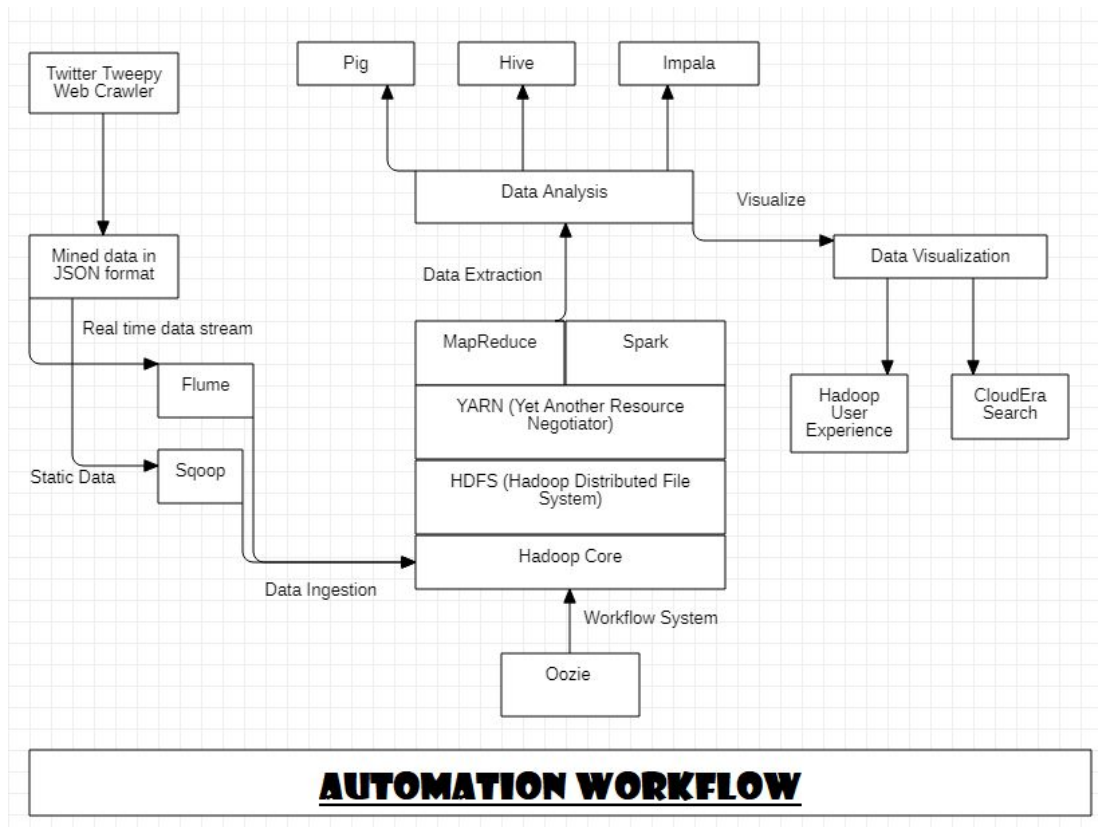 Twitter Tweepy
Web Crawler
Pig
Hive
Impala
Data Analysis
Visualize
Mined data in
JSON format
Data Extraction
Data Visualization
Real time data stream
Flume
MapReduce
Spark
Hadoop
User
Experience
CloudEra
Search
YARN (Yet Another Resource
Negotiator)
Static Data
Sqoop
HDFS (Hadoop Distributed File
System)
Hadoop Core
Data Ingestion
Workflow System
Oozie
AUTOMATION WORKFLOW